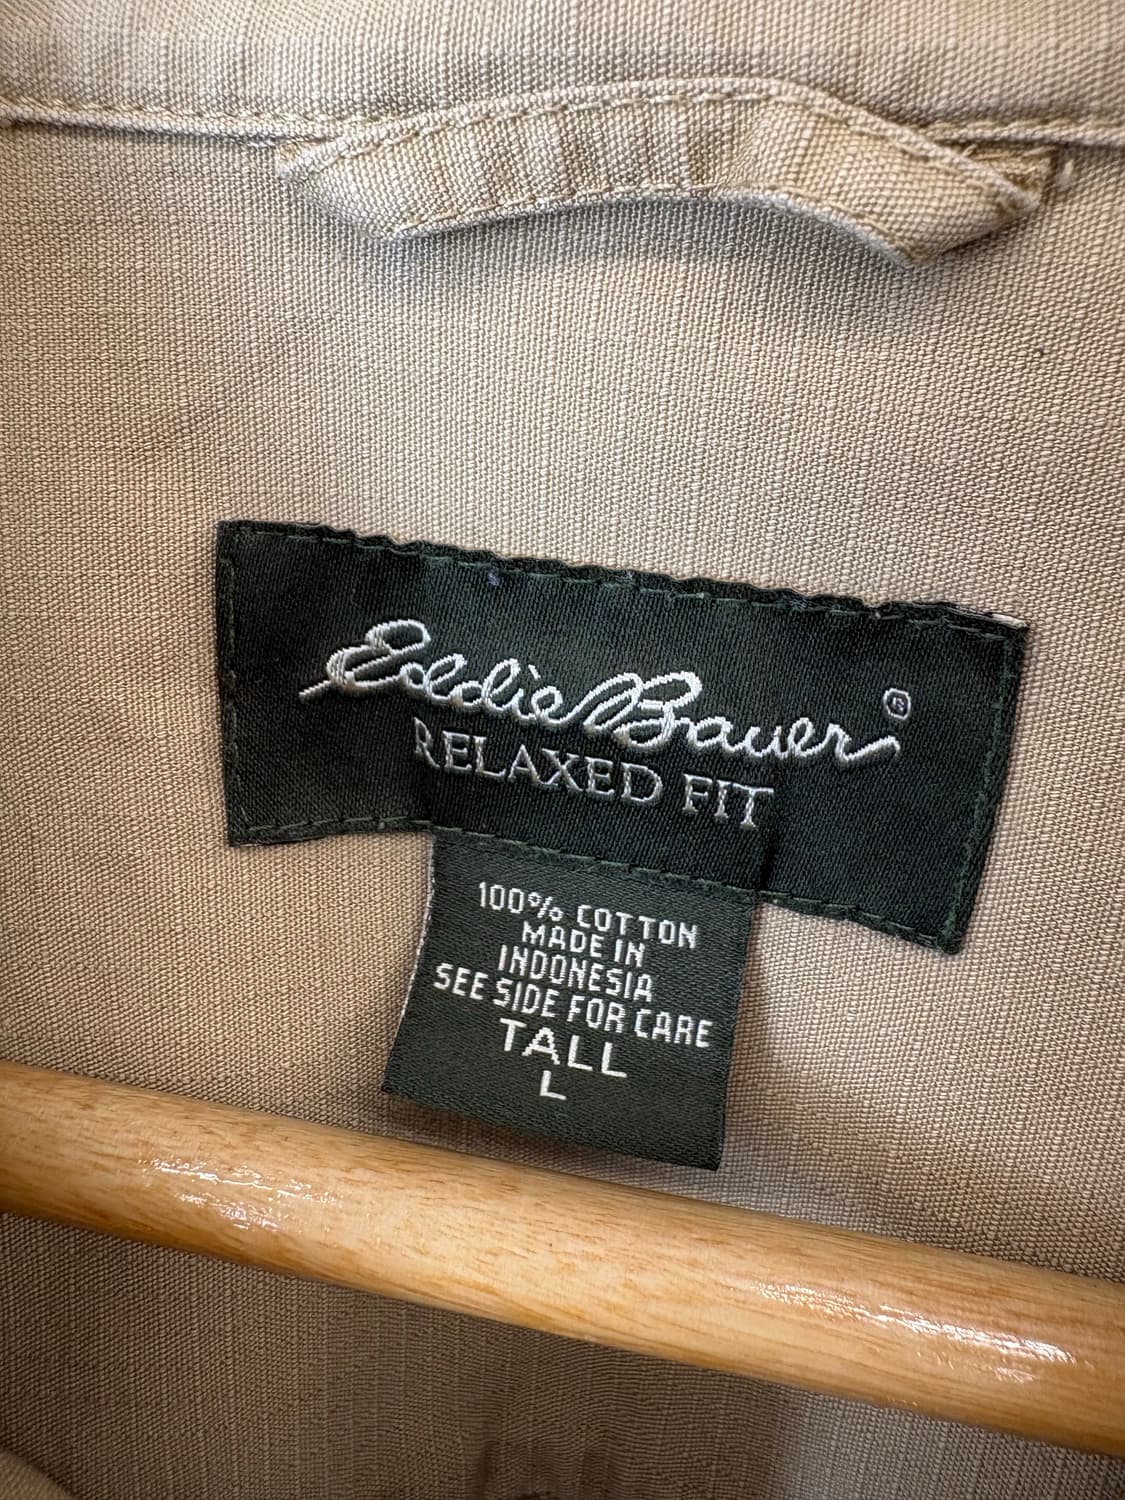 Eddie Bauer®
RELAXED FIT
100% COTTON
MADE IN
INDONESIA
SEE SIDE FOR CARE
TALL
L